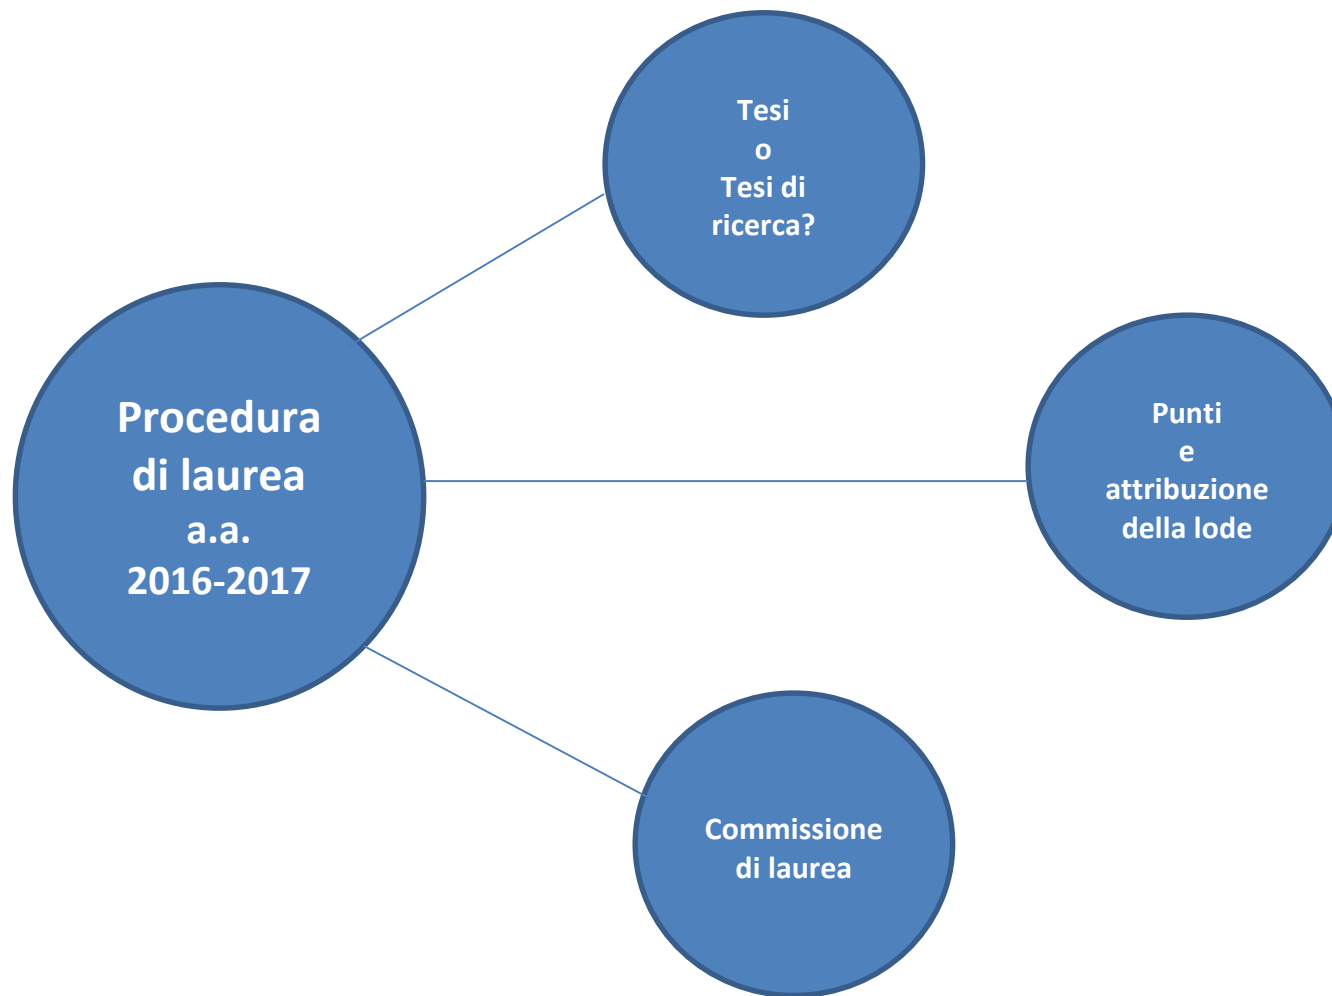 Tesi
o
Tesi di
ricerca?
Procedura
di laurea
a.a.
2016-2017
Punti
e
attribuzione
della lode
Commissione
di laurea